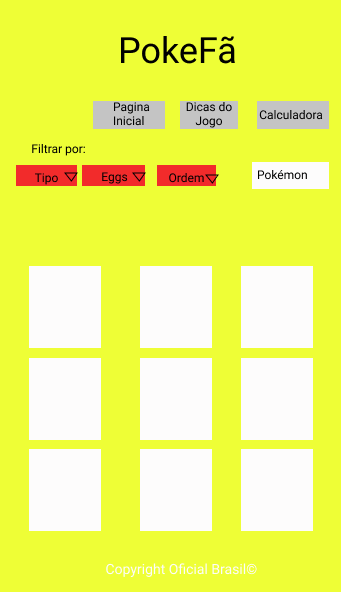 PokeFã
Pagina
Inicial
Dicas do
Jogo
Calculadora
Filtrar por:
Tipo
Eggs
Ordem
Pokémon
Copyright Oficial Brasil©